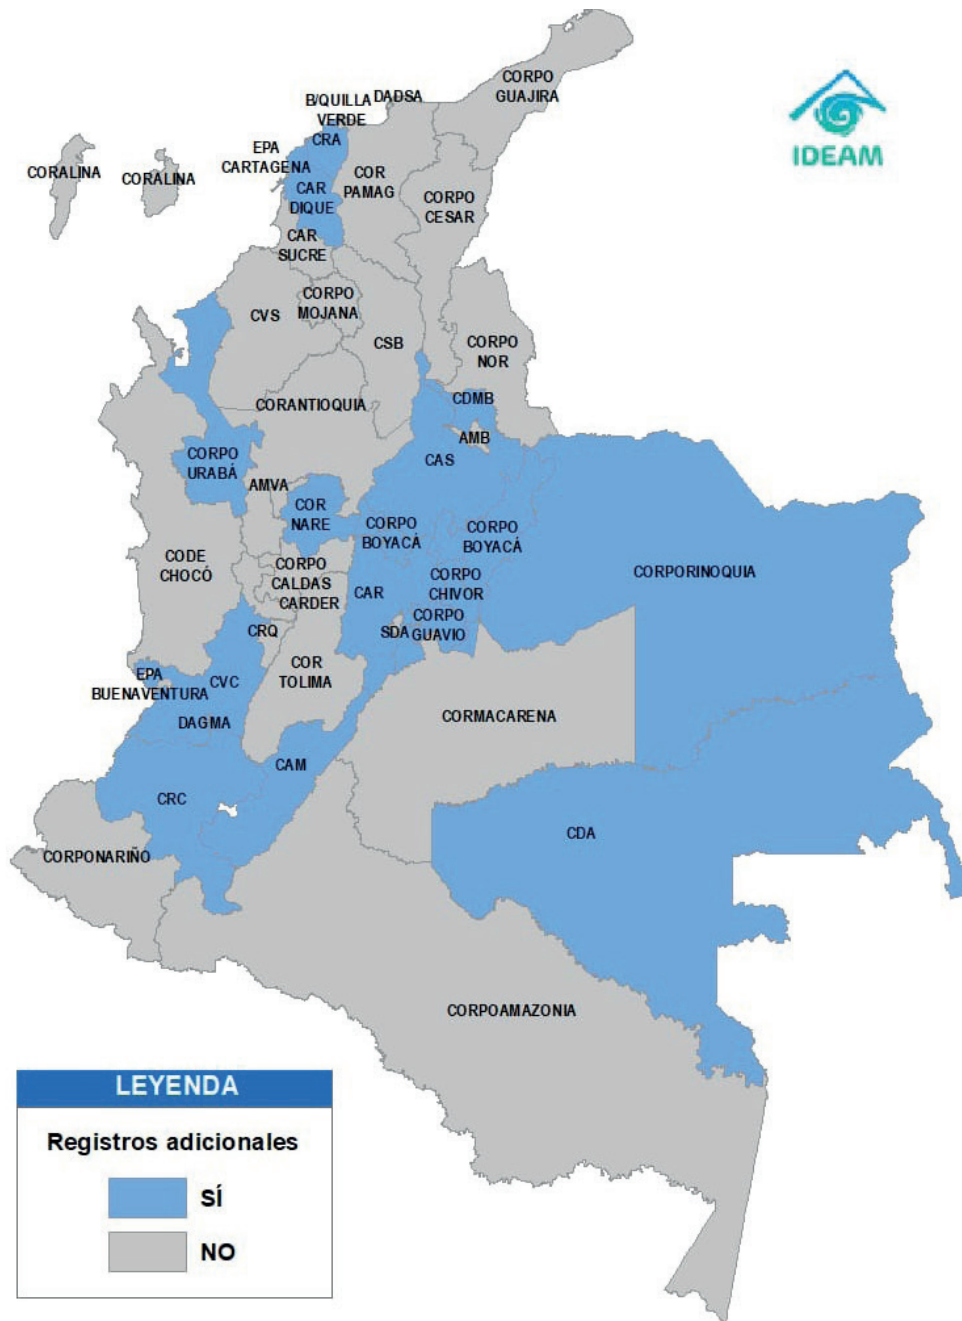 CORPO
GUAJIRA
B/QUILLA
VERDE
DADSA
CRA
EPA
CARTAGENA
IDEAM
CORALINA
CORALINA
COR
PAMAG
CAR
DIQUE
CORPO
CESAR
CAR
SUCRE
CVS
CORPO
MOJANA
CSB
CORPO
NOR
CORANTIOQUIA
CDMB
AMB
CAS
CORPO
URABÁ
AMVA
COR
NARE
CORPO
BOYACÁ
CORPO
BOYACÁ
CODE
CHOCÓ
CORPO
CALDAS
CARDER
CAR
CORPO
CHIVOR
CORPORINOQUIA
CRQ
SDA
CORPO
GUAVIO
EPA
BUENAVENTURA
CVC
COR
TOLIMA
DAGMA
CORMACARENA
CAM
CRC
CDA
CORPONARIÑO
CORPOAMAZONIA
LEYENDA
Registros adicionales
SÍ
NO